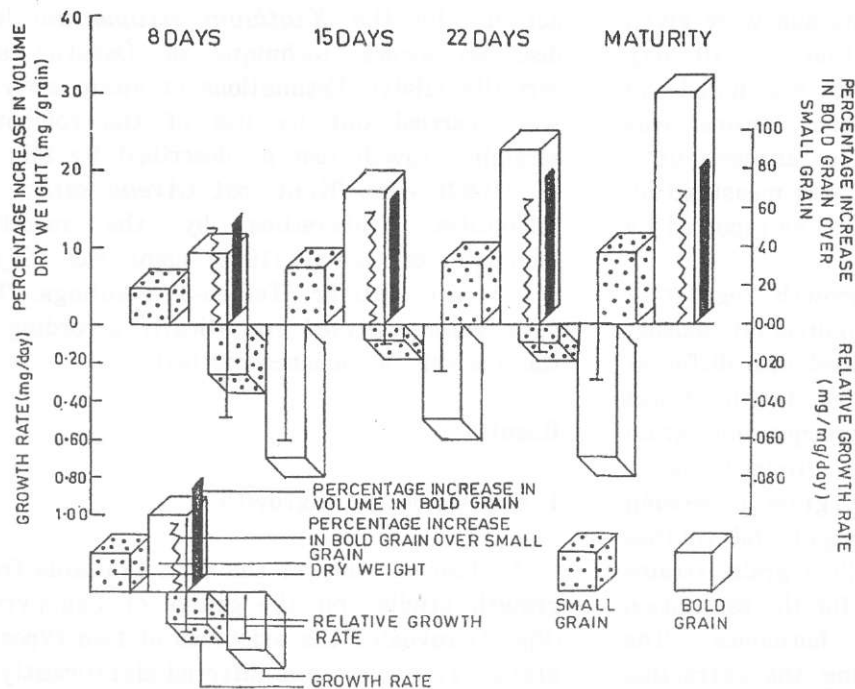 8 DAYS
15 DAYS
22 DAYS
MATURITY
PERCENTAGE INCREASE IN VOLUME
DRY WEIGHT (mg/grain)
40
30
20
10
0
GROWTH RATE (mg/day)
0·20
0·40
0·60
0·80
1·00
PERCENTAGE INCREASE
IN BOLD GRAIN OVER
SMALL GRAIN
100
80
60
40
20
0·00
RELATIVE GROWTH RATE
(mg/mg/day)
·020
·040
·060
·080
PERCENTAGE INCREASE IN
VOLUME IN BOLD GRAIN
PERCENTAGE INCREASE
IN BOLD GRAIN OVER SMALL
GRAIN
DRY WEIGHT
RELATIVE GROWTH
RATE
GROWTH RATE
SMALL
GRAIN
BOLD
GRAIN